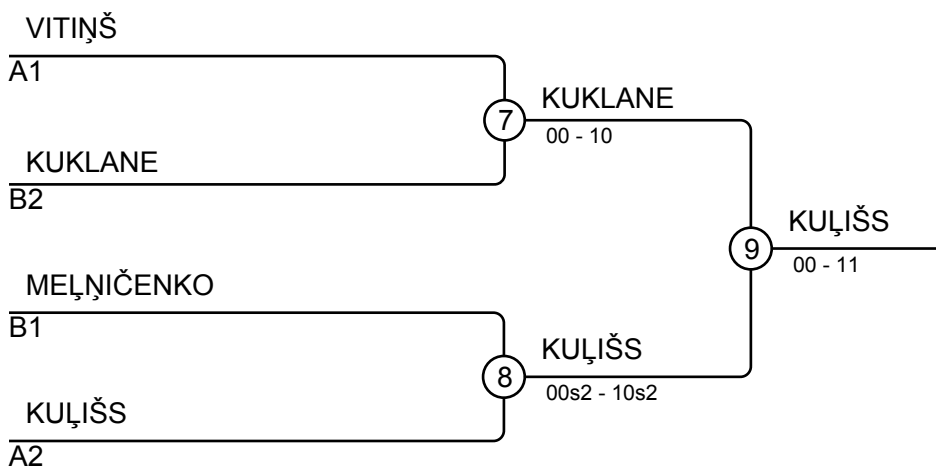 VITIŅŠ
A1
7
KUKLANE
00 - 10
KUKLANE
B2
9
KUĻIŠS
00 - 11
MEĻŅIČENKO
B1
8
KUĻIŠS
00s2 - 10s2
KUĻIŠS
A2